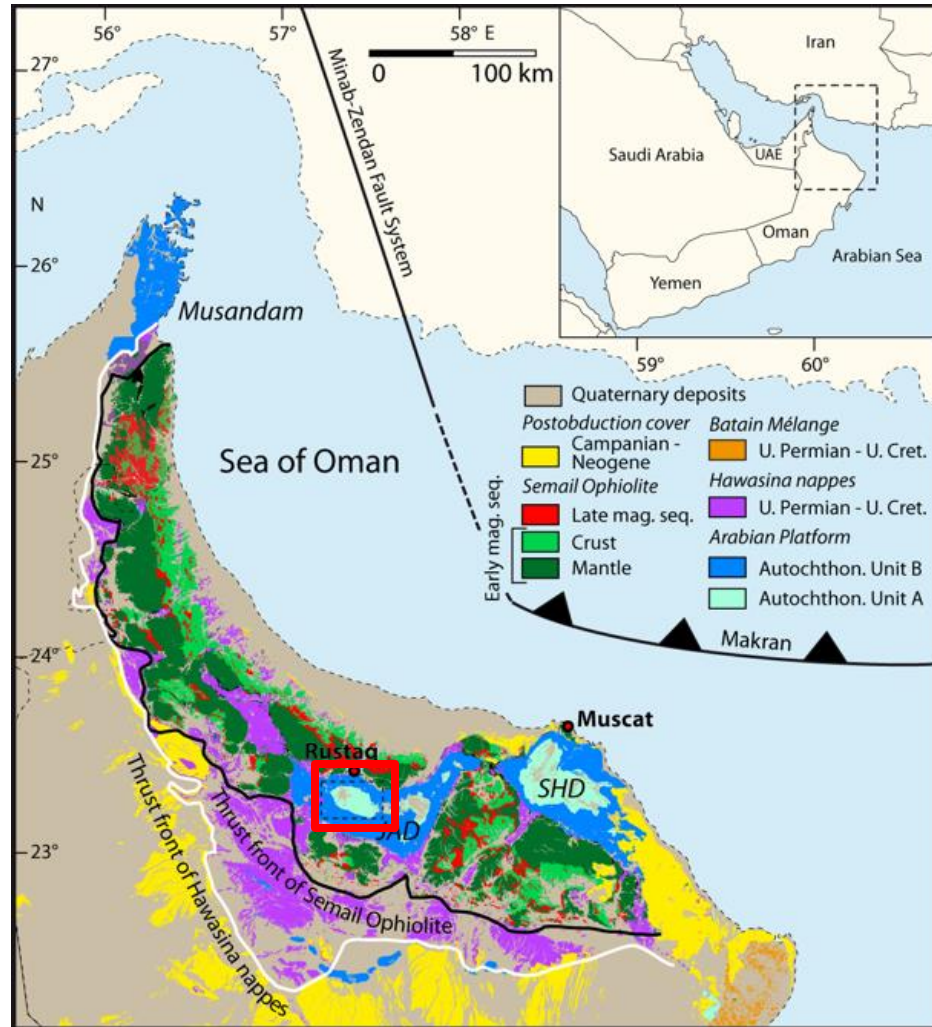 56°
57°
58° E
0 100 km
27°
N
26°
25°
24°
23°
Minab-Zendan Fault System
Musandam
Sea of Oman
Iran
Saudi Arabia
UAE
Oman
Yemen
Arabian Sea
59°
60°
Quaternary deposits
Postobduction cover
Campanian -
Neogene
Semail Ophiolite
Late mag. seq.
Crust
Mantle
Early mag. seq.
Batain Mélange
U. Permian - U. Cret.
Hawasina nappes
U. Permian - U. Cret.
Arabian Platform
Autochthon. Unit B
Autochthon. Unit A
Makran
Muscat
Rustaq
SHD
JAD
Thrust front of Semail Ophiolite
Thrust front of Hawasina nappes